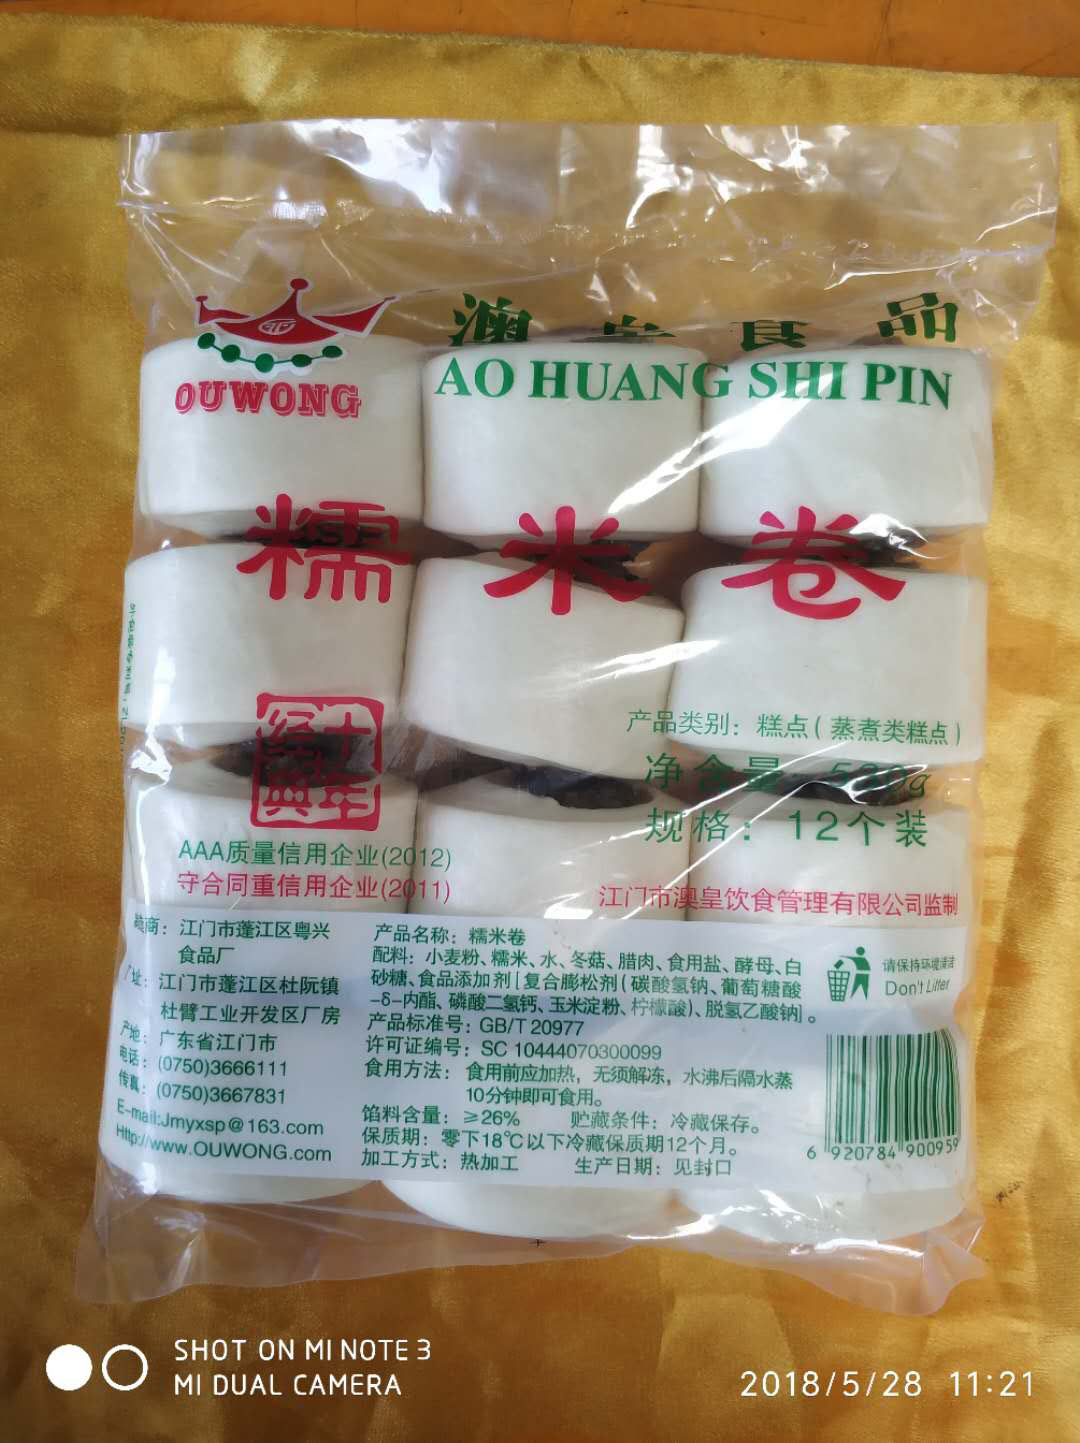 澳皇食品
OUWONG
AO HUANG SHI PIN
糯米卷
十年
经典
产品类别：糕点（蒸煮类糕点）
净含量：
规格：12个装
AAA质量信用企业(2012)
守合同重信用企业(2011)
江门市澳皇饮食管理有限公司监制
商：江门市蓬江区粤兴
食品厂
厂址：江门市蓬江区杜阮镇
杜臂工业开发区厂房
产地：广东省江门市
电话：(0750)3666111
传真：(0750)3667831
E-mail:Jmyxsp@163.com
Http://www.OUWONG.com
产品名称：糯米卷
配料：小麦粉、糯米、水、冬菇、腊肉、食用盐、酵母、白
砂糖、食品添加剂［复合膨松剂（碳酸氢钠、葡萄糖酸
-δ-内酯、磷酸二氢钙、玉米淀粉、柠檬酸）、脱氢乙酸钠］。
产品标准号：GB/T 20977
许可证编号：SC 10444070300099
食用方法：食用前应加热，无须解冻，水沸后隔水蒸
10分钟即可食用。
馅料含量：≥26% 贮藏条件：冷藏保存。
保质期：零下18℃以下冷藏保质期12个月。
加工方式：热加工 生产日期：见封口
请保持环境清洁
Don't Litter
6 920784 900959
SHOT ON MI NOTE 3
MI DUAL CAMERA
2018/5/28 11:21